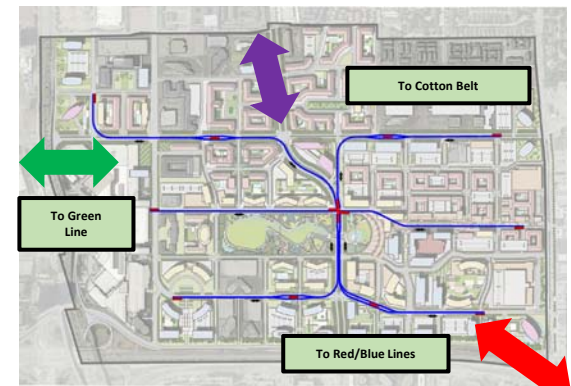 To Cotton Belt
To Green
Line
To Red/Blue Lines